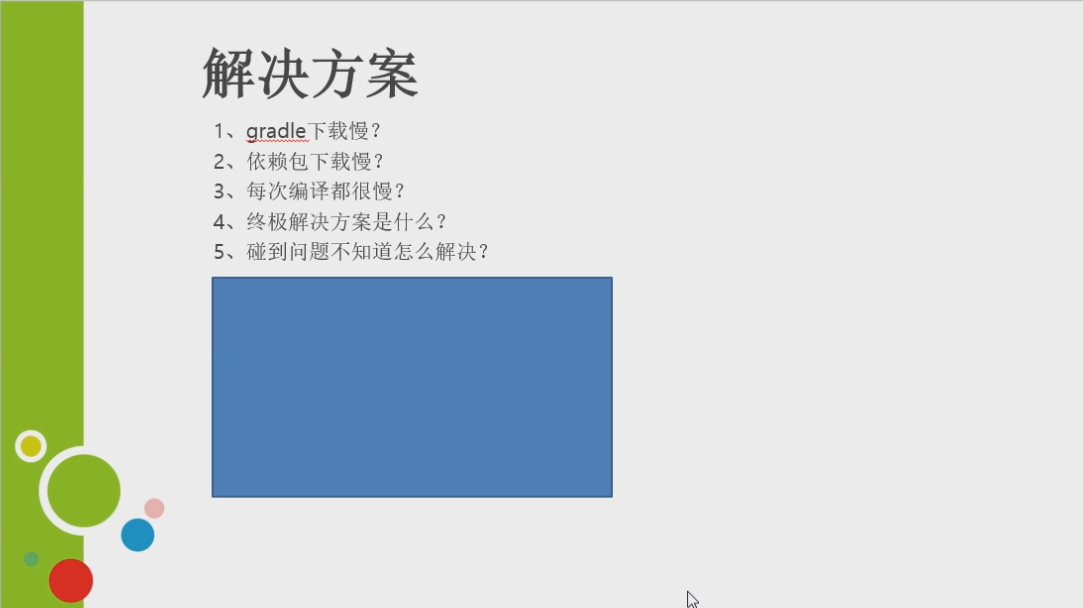 解决方案
1、gradle下载慢？
2、依赖包下载慢？
3、每次编译都很慢？
4、终极解决方案是什么？
5、碰到问题不知道怎么解决？